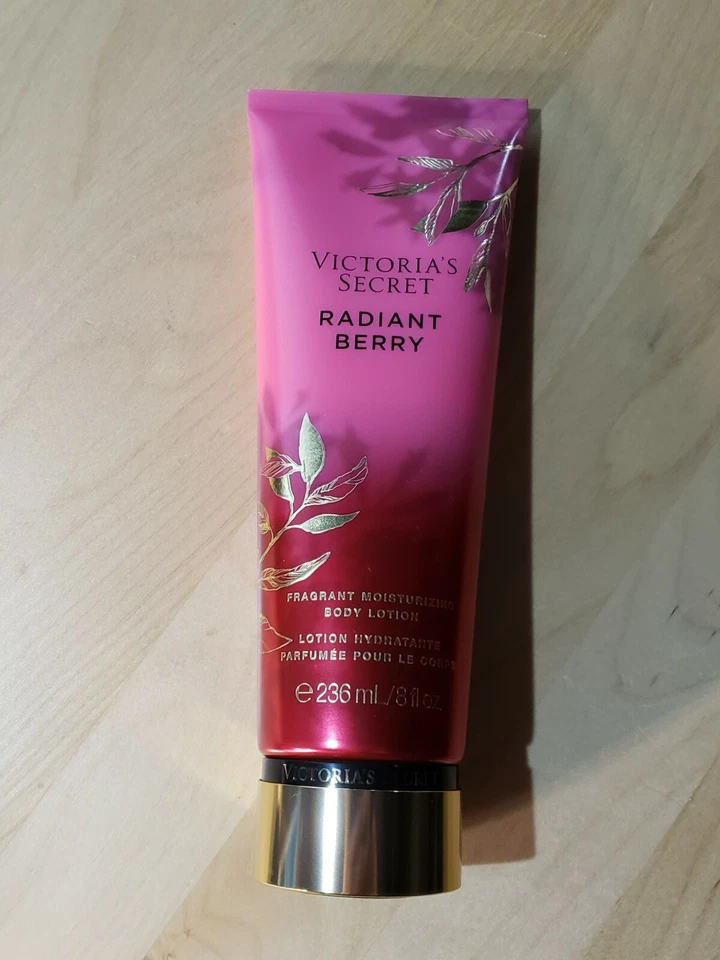 VICTORIA'S
SECRET
RADIANT
BERRY
FRAGRANT MOISTURIZING
BODY LOTION
LOTION HYDRATANTE
PARFUMÉE POUR LE CORPS
℮ 236 mL/8 fl oz
VICTORIA'S SECRET